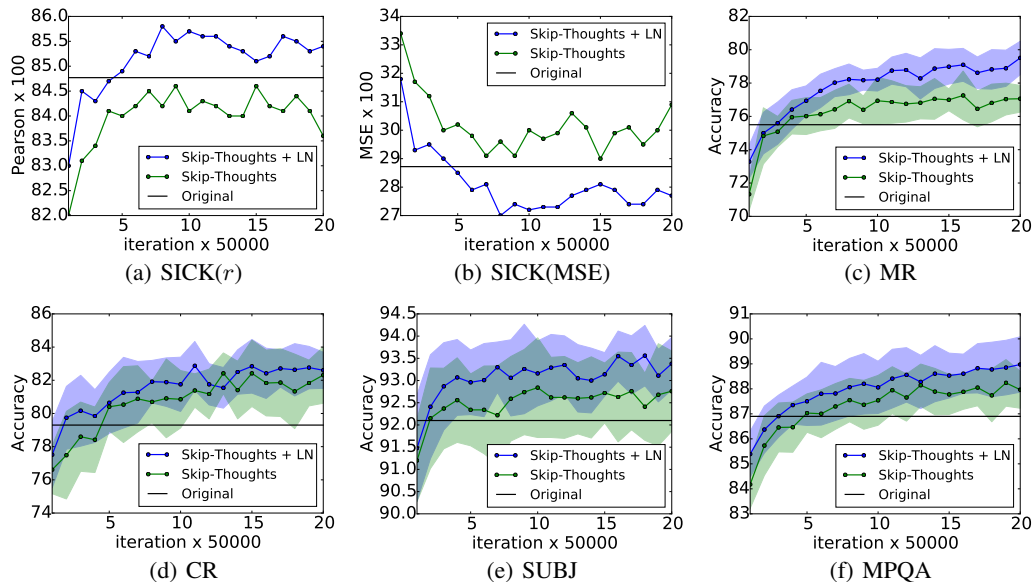 86.0
85.5
85.0
84.5
84.0
83.5
83.0
82.5
82.0
Pearson x 100
Skip-Thoughts + LN
Skip-Thoughts
Original
5 10 15 20
iteration x 50000
(a) SICK(r)
34
33
32
31
30
29
28
27
MSE x 100
Skip-Thoughts + LN
Skip-Thoughts
Original
5 10 15 20
iteration x 50000
(b) SICK(MSE)
82
80
78
76
74
72
70
Accuracy
Skip-Thoughts + LN
Skip-Thoughts
Original
5 10 15 20
iteration x 50000
(c) MR
86
84
82
80
78
76
74
Accuracy
Skip-Thoughts + LN
Skip-Thoughts
Original
5 10 15 20
iteration x 50000
(d) CR
94.5
94.0
93.5
93.0
92.5
92.0
91.5
91.0
90.5
90.0
Accuracy
Skip-Thoughts + LN
Skip-Thoughts
Original
5 10 15 20
iteration x 50000
(e) SUBJ
91
90
89
88
87
86
85
84
83
Accuracy
Skip-Thoughts + LN
Skip-Thoughts
Original
5 10 15 20
iteration x 50000
(f) MPQA